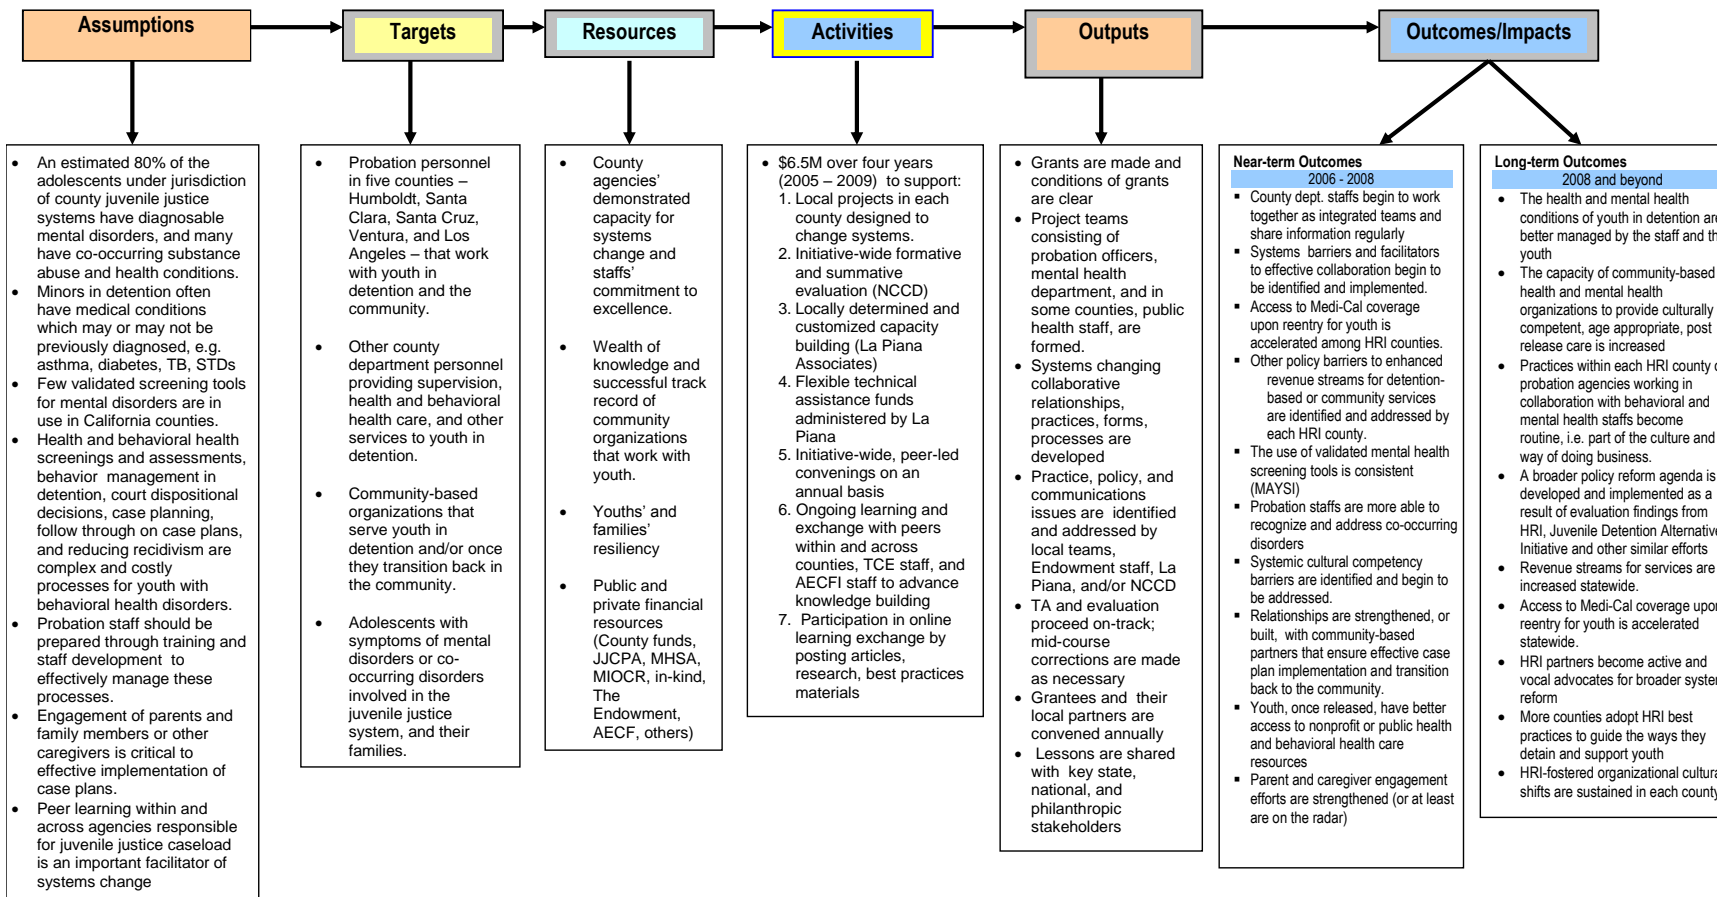 Assumptions
Targets
Resources
Activities
Outputs
Outcomes/Impacts
• An estimated 80% of the
adolescents under jurisdiction
of county juvenile justice
systems have diagnosable
mental disorders, and many
have co-occurring substance
abuse and health conditions.
• Minors in detention often
have medical conditions
which may or may not be
previously diagnosed, e.g.
asthma, diabetes, TB, STDs
• Few validated screening tools
for mental disorders are in
use in California counties.
• Health and behavioral health
screenings and assessments,
behavior management in
detention, court dispositional
decisions, case planning,
follow through on case plans,
and reducing recidivism are
complex and costly
processes for youth with
behavioral health disorders.
• Probation staff should be
prepared through training and
staff development to
effectively manage these
processes.
• Engagement of parents and
family members or other
caregivers is critical to
effective implementation of
case plans.
• Peer learning within and
across agencies responsible
for juvenile justice caseload
is an important facilitator of
systems change
• Probation personnel
in five counties –
Humboldt, Santa
Clara, Santa Cruz,
Ventura, and Los
Angeles – that work
with youth in
detention and the
community.
• Other county
department personnel
providing supervision,
health and behavioral
health care, and other
services to youth in
detention.
• Community-based
organizations that
serve youth in
detention and/or once
they transition back in
the community.
• Adolescents with
symptoms of mental
disorders or co-
occurring disorders
involved in the
juvenile justice
system, and their
families.
• County
agencies’
demonstrated
capacity for
systems
change and
staffs’
commitment to
excellence.
• Wealth of
knowledge and
successful track
record of
community
organizations
that work with
youth.
• Youths’ and
families’
resiliency
• Public and
private financial
resources
(County funds,
JJCPA, MHSA,
MIOCR, in-kind,
The
Endowment,
AECF, others)
• $6.5M over four years
(2005 – 2009) to support:
1. Local projects in each
county designed to
change systems.
2. Initiative-wide formative
and summative
evaluation (NCCD)
3. Locally determined and
customized capacity
building (La Piana
Associates)
4. Flexible technical
assistance funds
administered by La
Piana
5. Initiative-wide, peer-led
convenings on an
annual basis
6. Ongoing learning and
exchange with peers
within and across
counties, TCE staff, and
AECFI staff to advance
knowledge building
7. Participation in online
learning exchange by
posting articles,
research, best practices
materials
• Grants are made and
conditions of grants
are clear
• Project teams
consisting of
probation officers,
mental health
department, and in
some counties, public
health staff, are
formed.
• Systems changing
collaborative
relationships,
practices, forms,
processes are
developed
• Practice, policy, and
communications
issues are identified
and addressed by
local teams,
Endowment staff, La
Piana, and/or NCCD
• TA and evaluation
proceed on-track;
mid-course
corrections are made
as necessary
• Grantees and their
local partners are
convened annually
• Lessons are shared
with key state,
national, and
philanthropic
stakeholders
Near-term Outcomes
2006 - 2008
▪ County dept. staffs begin to work
together as integrated teams and
share information regularly
▪ Systems barriers and facilitators
to effective collaboration begin to
be identified and implemented.
▪ Access to Medi-Cal coverage
upon reentry for youth is
accelerated among HRI counties.
▪ Other policy barriers to enhanced
revenue streams for detention-
based or community services
are identified and addressed by
each HRI county.
▪ The use of validated mental health
screening tools is consistent
(MAYSI)
▪ Probation staffs are more able to
recognize and address co-occurring
disorders
▪ Systemic cultural competency
barriers are identified and begin to
be addressed.
▪ Relationships are strengthened, or
built, with community-based
partners that ensure effective case
plan implementation and transition
back to the community.
▪ Youth, once released, have better
access to nonprofit or public health
and behavioral health care
resources
▪ Parent and caregiver engagement
efforts are strengthened (or at least
are on the radar)
Long-term Outcomes
2008 and beyond
• The health and mental health
conditions of youth in detention are
better managed by the staff and th
youth
• The capacity of community-based
health and mental health
organizations to provide culturally
competent, age appropriate, post
release care is increased
• Practices within each HRI county
probation agencies working in
collaboration with behavioral and
mental health staffs become
routine, i.e. part of the culture and
way of doing business.
• A broader policy reform agenda is
developed and implemented as a
result of evaluation findings from
HRI, Juvenile Detention Alternative
Initiative and other similar efforts
• Revenue streams for services are
increased statewide.
• Access to Medi-Cal coverage upon
reentry for youth is accelerated
statewide.
• HRI partners become active and
vocal advocates for broader system
reform
• More counties adopt HRI best
practices to guide the ways they
detain and support youth
• HRI-fostered organizational cultura
shifts are sustained in each county